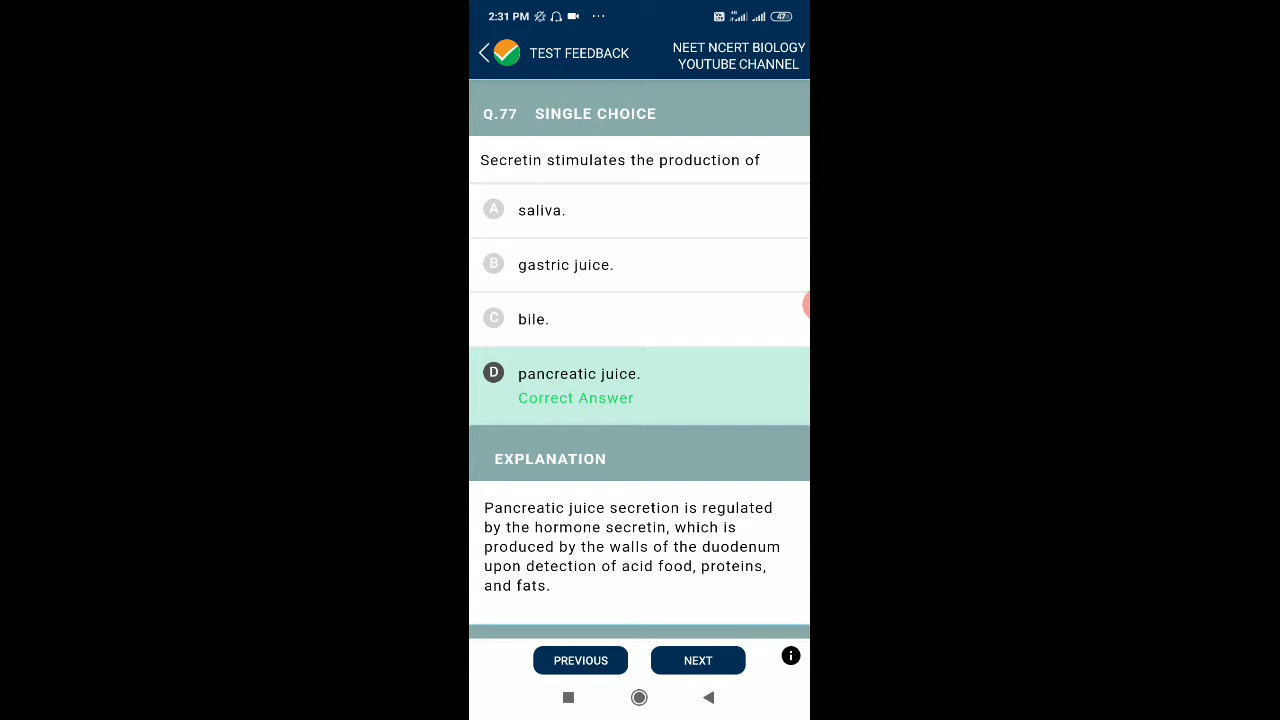 2:31 PM ... 4G 47
TEST FEEDBACK
NEET NCERT BIOLOGY
YOUTUBE CHANNEL
Q.77 SINGLE CHOICE
Secretin stimulates the production of
A saliva.
B gastric juice.
C bile.
D pancreatic juice.
Correct Answer
EXPLANATION
Pancreatic juice secretion is regulated
by the hormone secretin, which is
produced by the walls of the duodenum
upon detection of acid food, proteins,
and fats.
PREVIOUS NEXT i